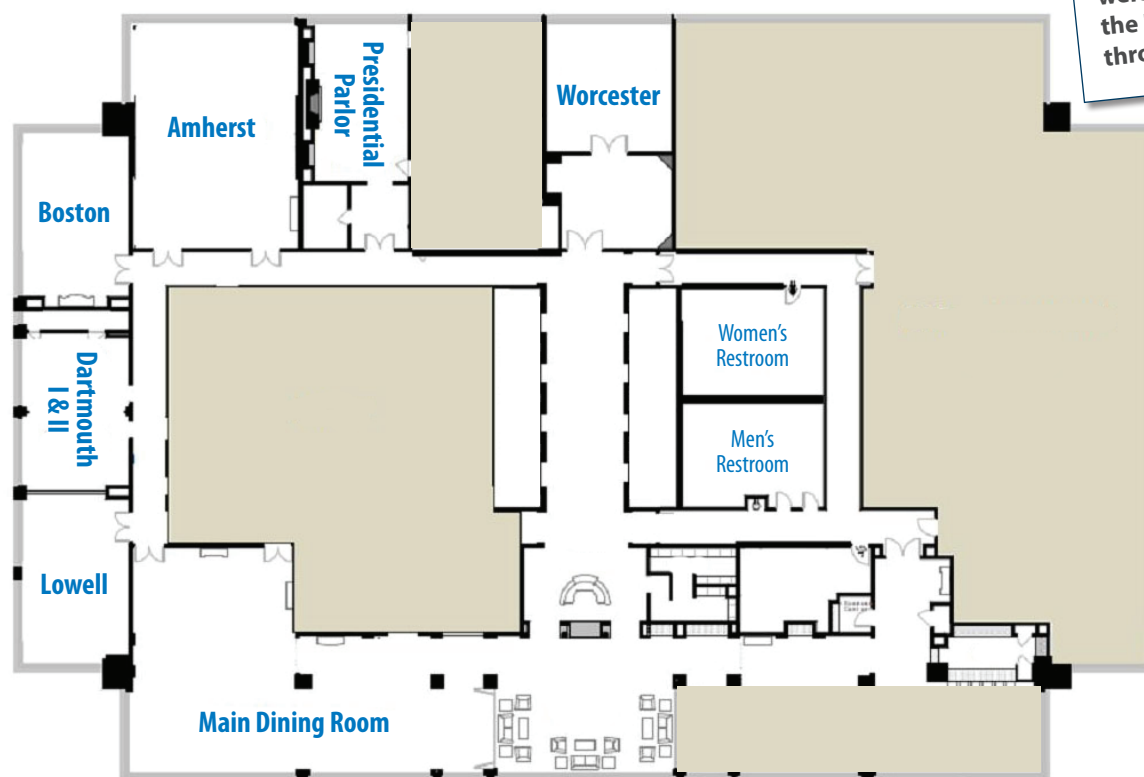 the
thro
Presidential
Parlor
Worcester
Amherst
Boston
Women's
Restroom
Dartmouth
I & II
Men's
Restroom
Lowell
Main Dining Room